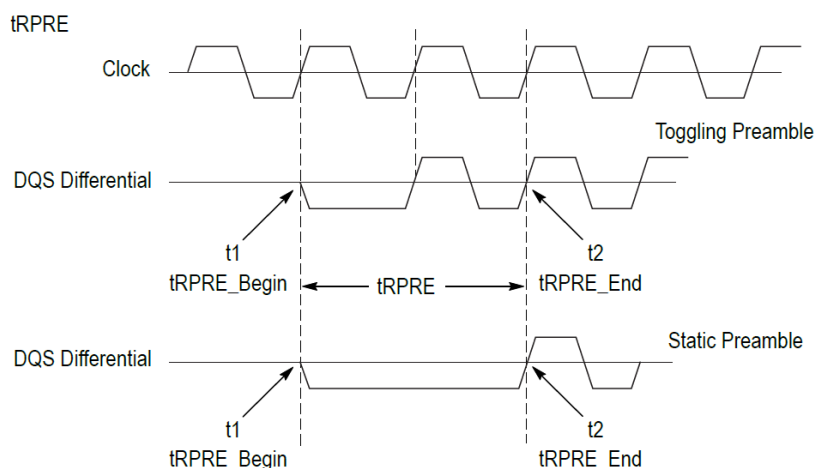 tRPRE
Clock
Toggling Preamble
DQS Differential
t1
t2
tRPRE_Begin
tRPRE
tRPRE_End
Static Preamble
DQS Differential
t1
t2
tRPRE_Begin
tRPRE_End